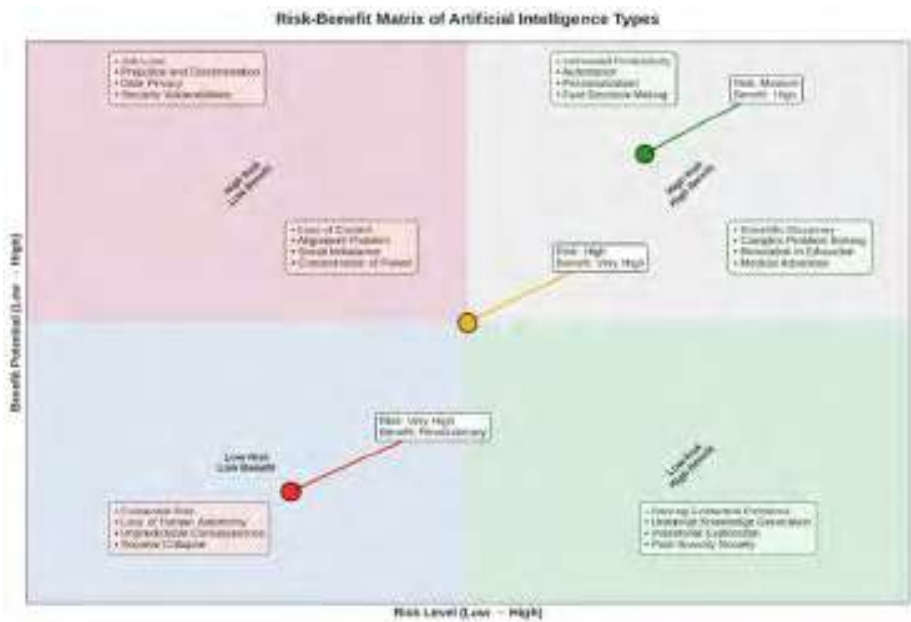 Risk-Benefit Matrix of Artificial Intelligence Types
• Job Loss
• Prejudice and Discrimination
• Data Privacy
• Security Vulnerabilities
• Increased Productivity
• Automation
• Personalization
• Fast Decision Making
Risk: Medium
Benefit: High
High Risk
Low Benefit
High Risk
High Benefit
• Loss of Control
• Alignment Problem
• Social Imbalance
• Concentration of Power
• Scientific Discovery
• Complex Problem Solving
• Revolution in Education
• Medical Advances
Risk: High
Benefit: Very High
Benefit Potential (Low → High)
Risk: Very High
Benefit: Revolutionary
Low Risk
Low Benefit
Low Risk
High Benefit
• Existential Risk
• Loss of Human Autonomy
• Unpredictable Consequences
• Societal Collapse
• Solving Existential Problems
• Universal Knowledge Generation
• Post-Scarcity Society
Risk Level (Low → High)